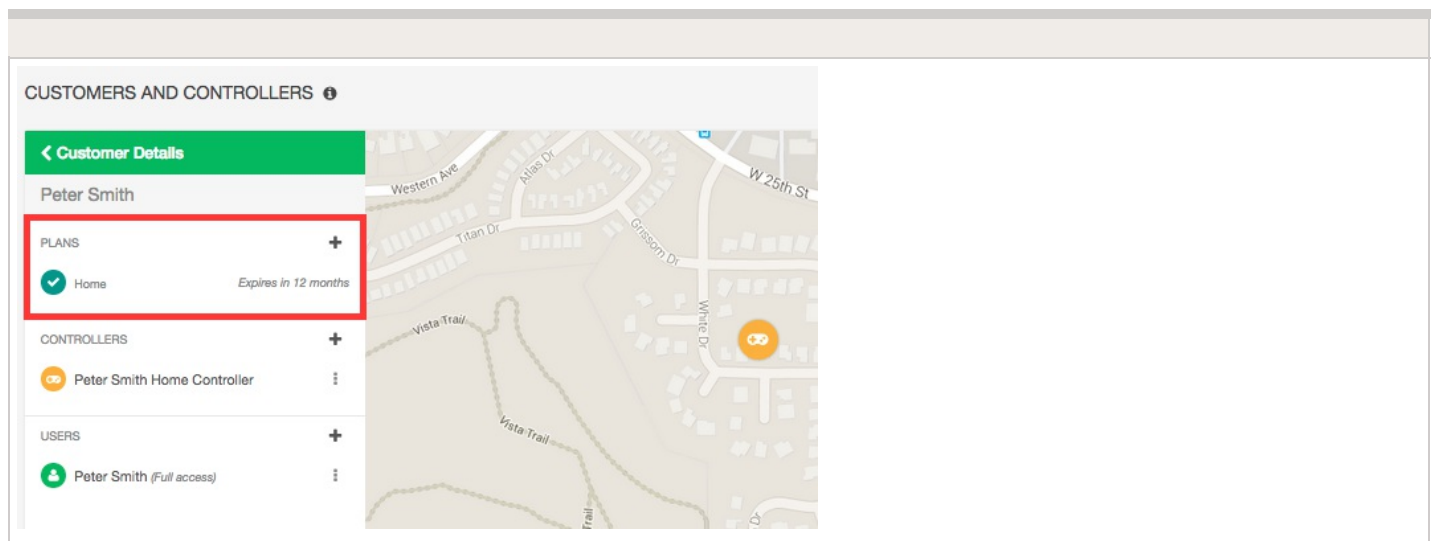 CUSTOMERS AND CONTROLLERS
Customer Details
Peter Smith
PLANS +
Home Expires in 12 months
CONTROLLERS +
Peter Smith Home Controller
USERS +
Peter Smith (Full access)
Western Ave
Atlas Dr
W 25th St
Titan Dr
Grissom Dr
White Dr
Vista Trail
Vista Trail
Trail
Dr